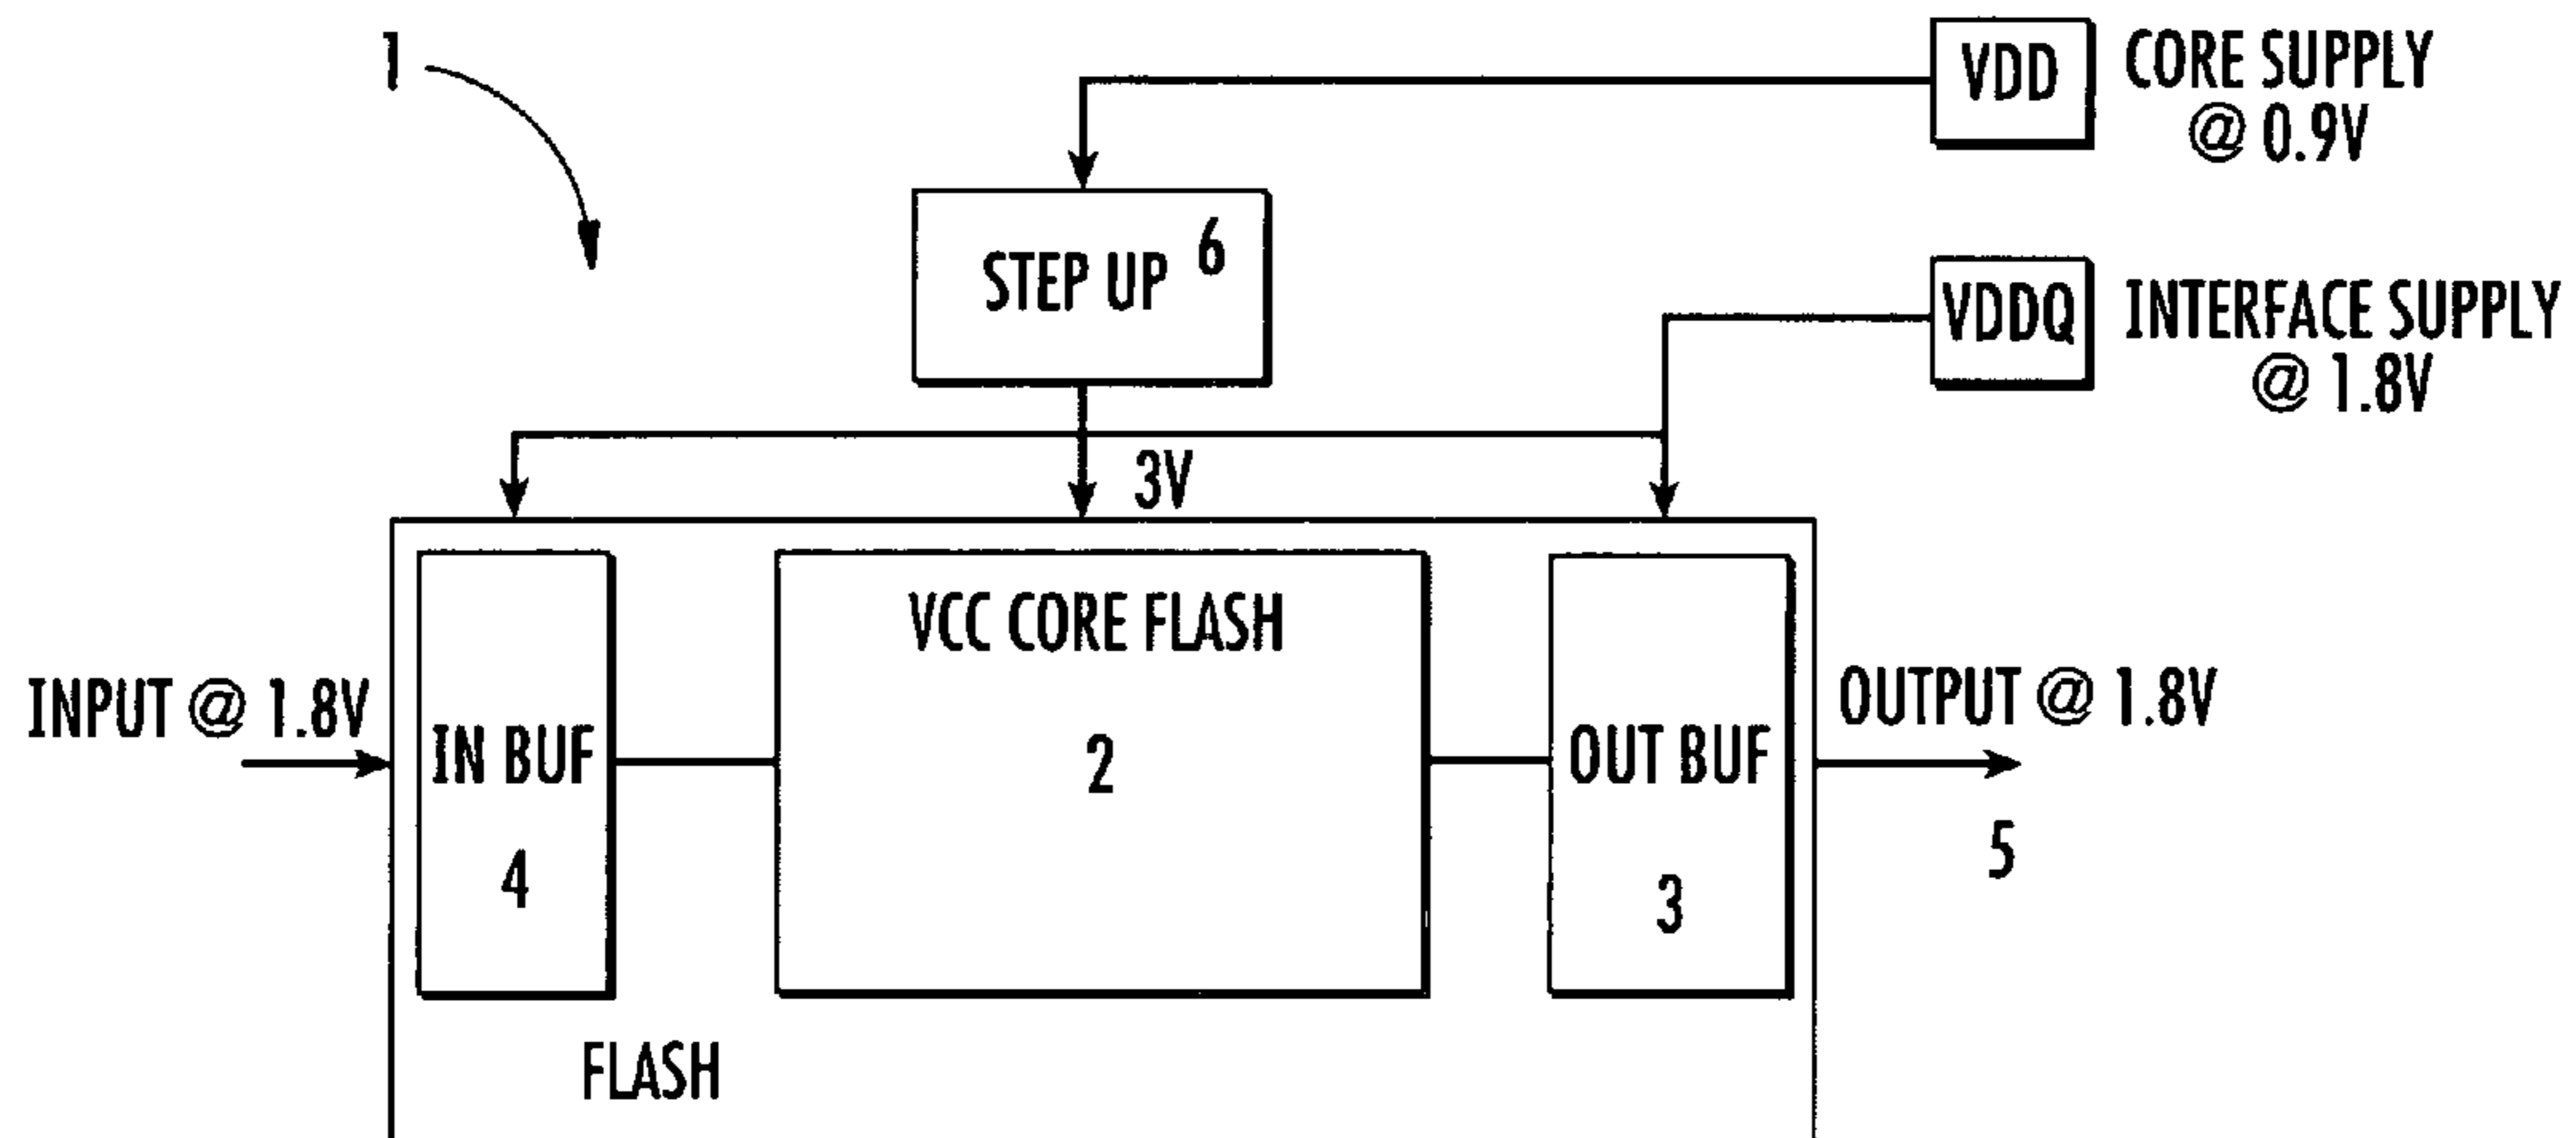 1
VDD
CORE SUPPLY
@ 0.9V
STEP UP
6
VDDQ
INTERFACE SUPPLY
@ 1.8V
3V
VCC CORE FLASH
INPUT @ 1.8V
OUTPUT @ 1.8V
IN BUF
2
OUT BUF
4
3
5
FLASH